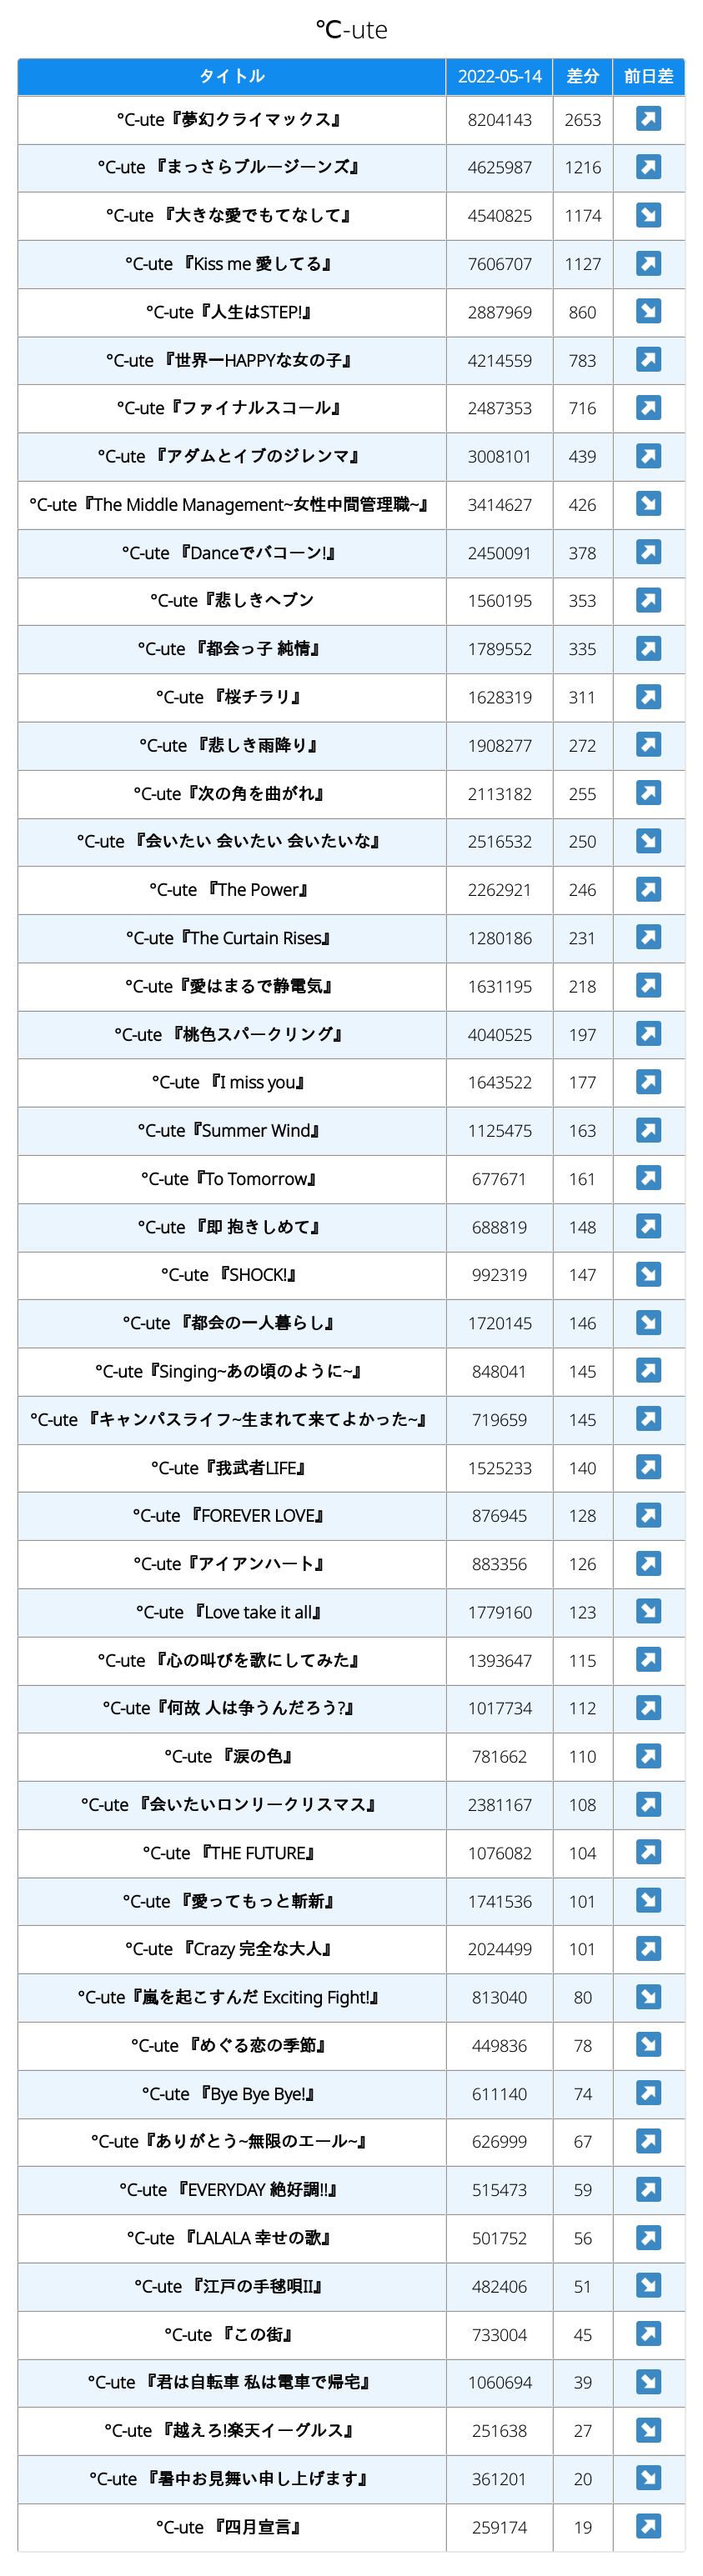 ℃-ute
タイトル 2022-05-14 差分 前日差
°C-ute『夢幻クライマックス』 8204143 2653 ↗
°C-ute 『まっさらブルージーンズ』 4625987 1216 ↗
°C-ute 『大きな愛でもてなして』 4540825 1174 ↘
°C-ute 『Kiss me 愛してる』 7606707 1127 ↗
°C-ute『人生はSTEP!』 2887969 860 ↘
°C-ute 『世界一HAPPYな女の子』 4214559 783 ↗
°C-ute『ファイナルスコール』 2487353 716 ↗
°C-ute 『アダムとイブのジレンマ』 3008101 439 ↗
°C-ute『The Middle Management~女性中間管理職~』 3414627 426 ↘
°C-ute 『Danceでバコーン!』 2450091 378 ↗
°C-ute『悲しきヘブン 1560195 353 ↗
°C-ute 『都会っ子 純情』 1789552 335 ↗
°C-ute 『桜チラリ』 1628319 311 ↗
°C-ute 『悲しき雨降り』 1908277 272 ↗
°C-ute『次の角を曲がれ』 2113182 255 ↗
°C-ute 『会いたい 会いたい 会いたいな』 2516532 250 ↘
°C-ute 『The Power』 2262921 246 ↗
°C-ute『The Curtain Rises』 1280186 231 ↗
°C-ute『愛はまるで静電気』 1631195 218 ↗
°C-ute 『桃色スパークリング』 4040525 197 ↗
°C-ute 『I miss you』 1643522 177 ↗
°C-ute『Summer Wind』 1125475 163 ↗
°C-ute『To Tomorrow』 677671 161 ↗
°C-ute 『即 抱きしめて』 688819 148 ↗
°C-ute 『SHOCK!』 992319 147 ↘
°C-ute 『都会の一人暮らし』 1720145 146 ↘
°C-ute『Singing~あの頃のように~』 848041 145 ↗
°C-ute 『キャンパスライフ~生まれて来てよかった~』 719659 145 ↗
°C-ute『我武者LIFE』 1525233 140 ↗
°C-ute 『FOREVER LOVE』 876945 128 ↗
°C-ute『アイアンハート』 883356 126 ↗
°C-ute 『Love take it all』 1779160 123 ↘
°C-ute 『心の叫びを歌にしてみた』 1393647 115 ↗
°C-ute『何故 人は争うんだろう?』 1017734 112 ↗
°C-ute 『涙の色』 781662 110 ↗
°C-ute 『会いたいロンリークリスマス』 2381167 108 ↗
°C-ute 『THE FUTURE』 1076082 104 ↗
°C-ute 『愛ってもっと斬新』 1741536 101 ↘
°C-ute 『Crazy 完全な大人』 2024499 101 ↗
°C-ute『嵐を起こすんだ Exciting Fight!』 813040 80 ↘
°C-ute 『めぐる恋の季節』 449836 78 ↘
°C-ute 『Bye Bye Bye!』 611140 74 ↗
°C-ute『ありがとう~無限のエール~』 626999 67 ↗
°C-ute 『EVERYDAY 絶好調!!』 515473 59 ↗
°C-ute 『LALALA 幸せの歌』 501752 56 ↗
°C-ute 『江戸の手毬唄II』 482406 51 ↘
°C-ute 『この街』 733004 45 ↗
°C-ute 『君は自転車 私は電車で帰宅』 1060694 39 ↘
°C-ute 『越えろ!楽天イーグルス』 251638 27 ↘
°C-ute 『暑中お見舞い申し上げます』 361201 20 ↘
°C-ute 『四月宣言』 259174 19 ↗